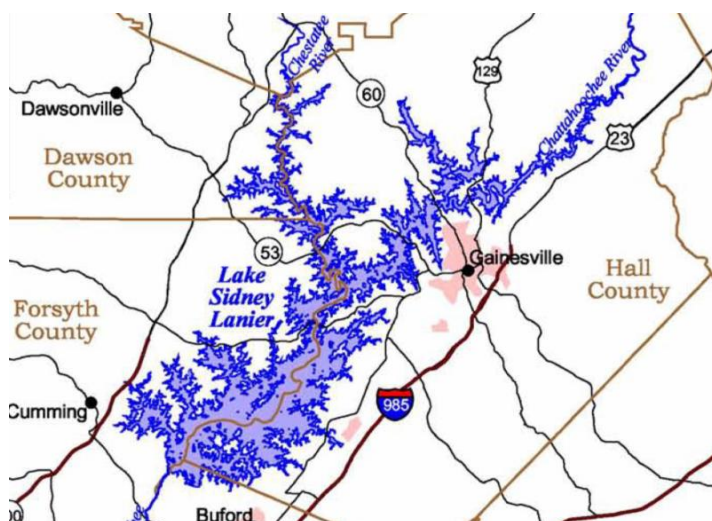 Chestatee
River
60
129
Chattahoochee River
23
Dawsonville
Dawson
County
53
Gainesville
Lake
Sidney
Lanier
Hall
County
Forsyth
County
985
Cumming
Buford